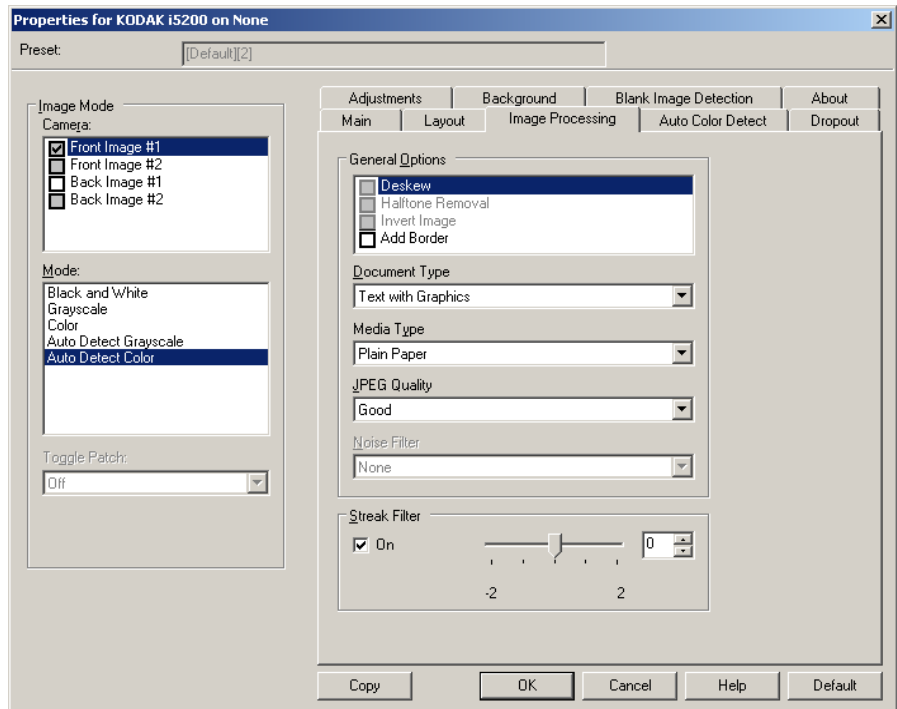 Properties for KODAK i5200 on None
Preset:
[Default][2]
Image Mode
Camera:
Front Image #1
Front Image #2
Back Image #1
Back Image #2
Mode:
Black and White
Grayscale
Color
Auto Detect Grayscale
Auto Detect Color
Toggle Patch:
Off
Adjustments
Background
Blank Image Detection
About
Main
Layout
Image Processing
Auto Color Detect
Dropout
General Options
Deskew
Halftone Removal
Invert Image
Add Border
Document Type
Text with Graphics
Media Type
Plain Paper
JPEG Quality
Good
Noise Filter
None
Streak Filter
On
0
-2
2
Copy
OK
Cancel
Help
Default